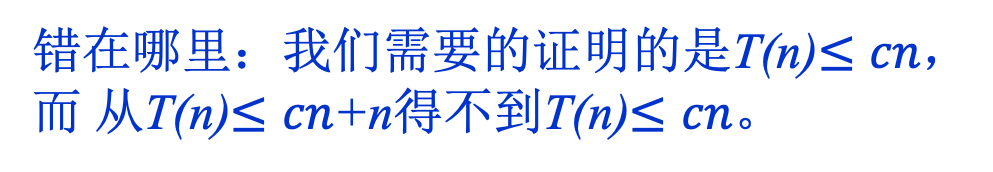 错在哪里：我们需要的证明的是T(n)≤ cn，
而 从T(n)≤ cn+n得不到T(n)≤ cn。